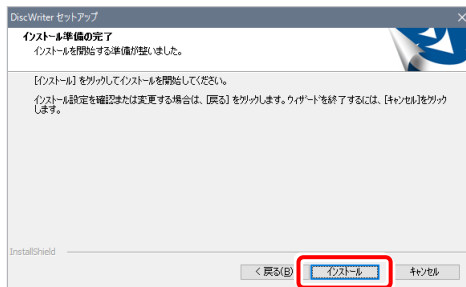 DiscWriter セットアップ
インストール準備の完了
インストールを開始する準備が整いました。
[インストール] をクリックしてインストールを開始してください。
インストール設定を確認または変更する場合は、[戻る] をクリックします。ウィザードを終了するには、[キャンセル]をクリック
します。
InstallShield
< 戻る(B)
インストール
キャンセル